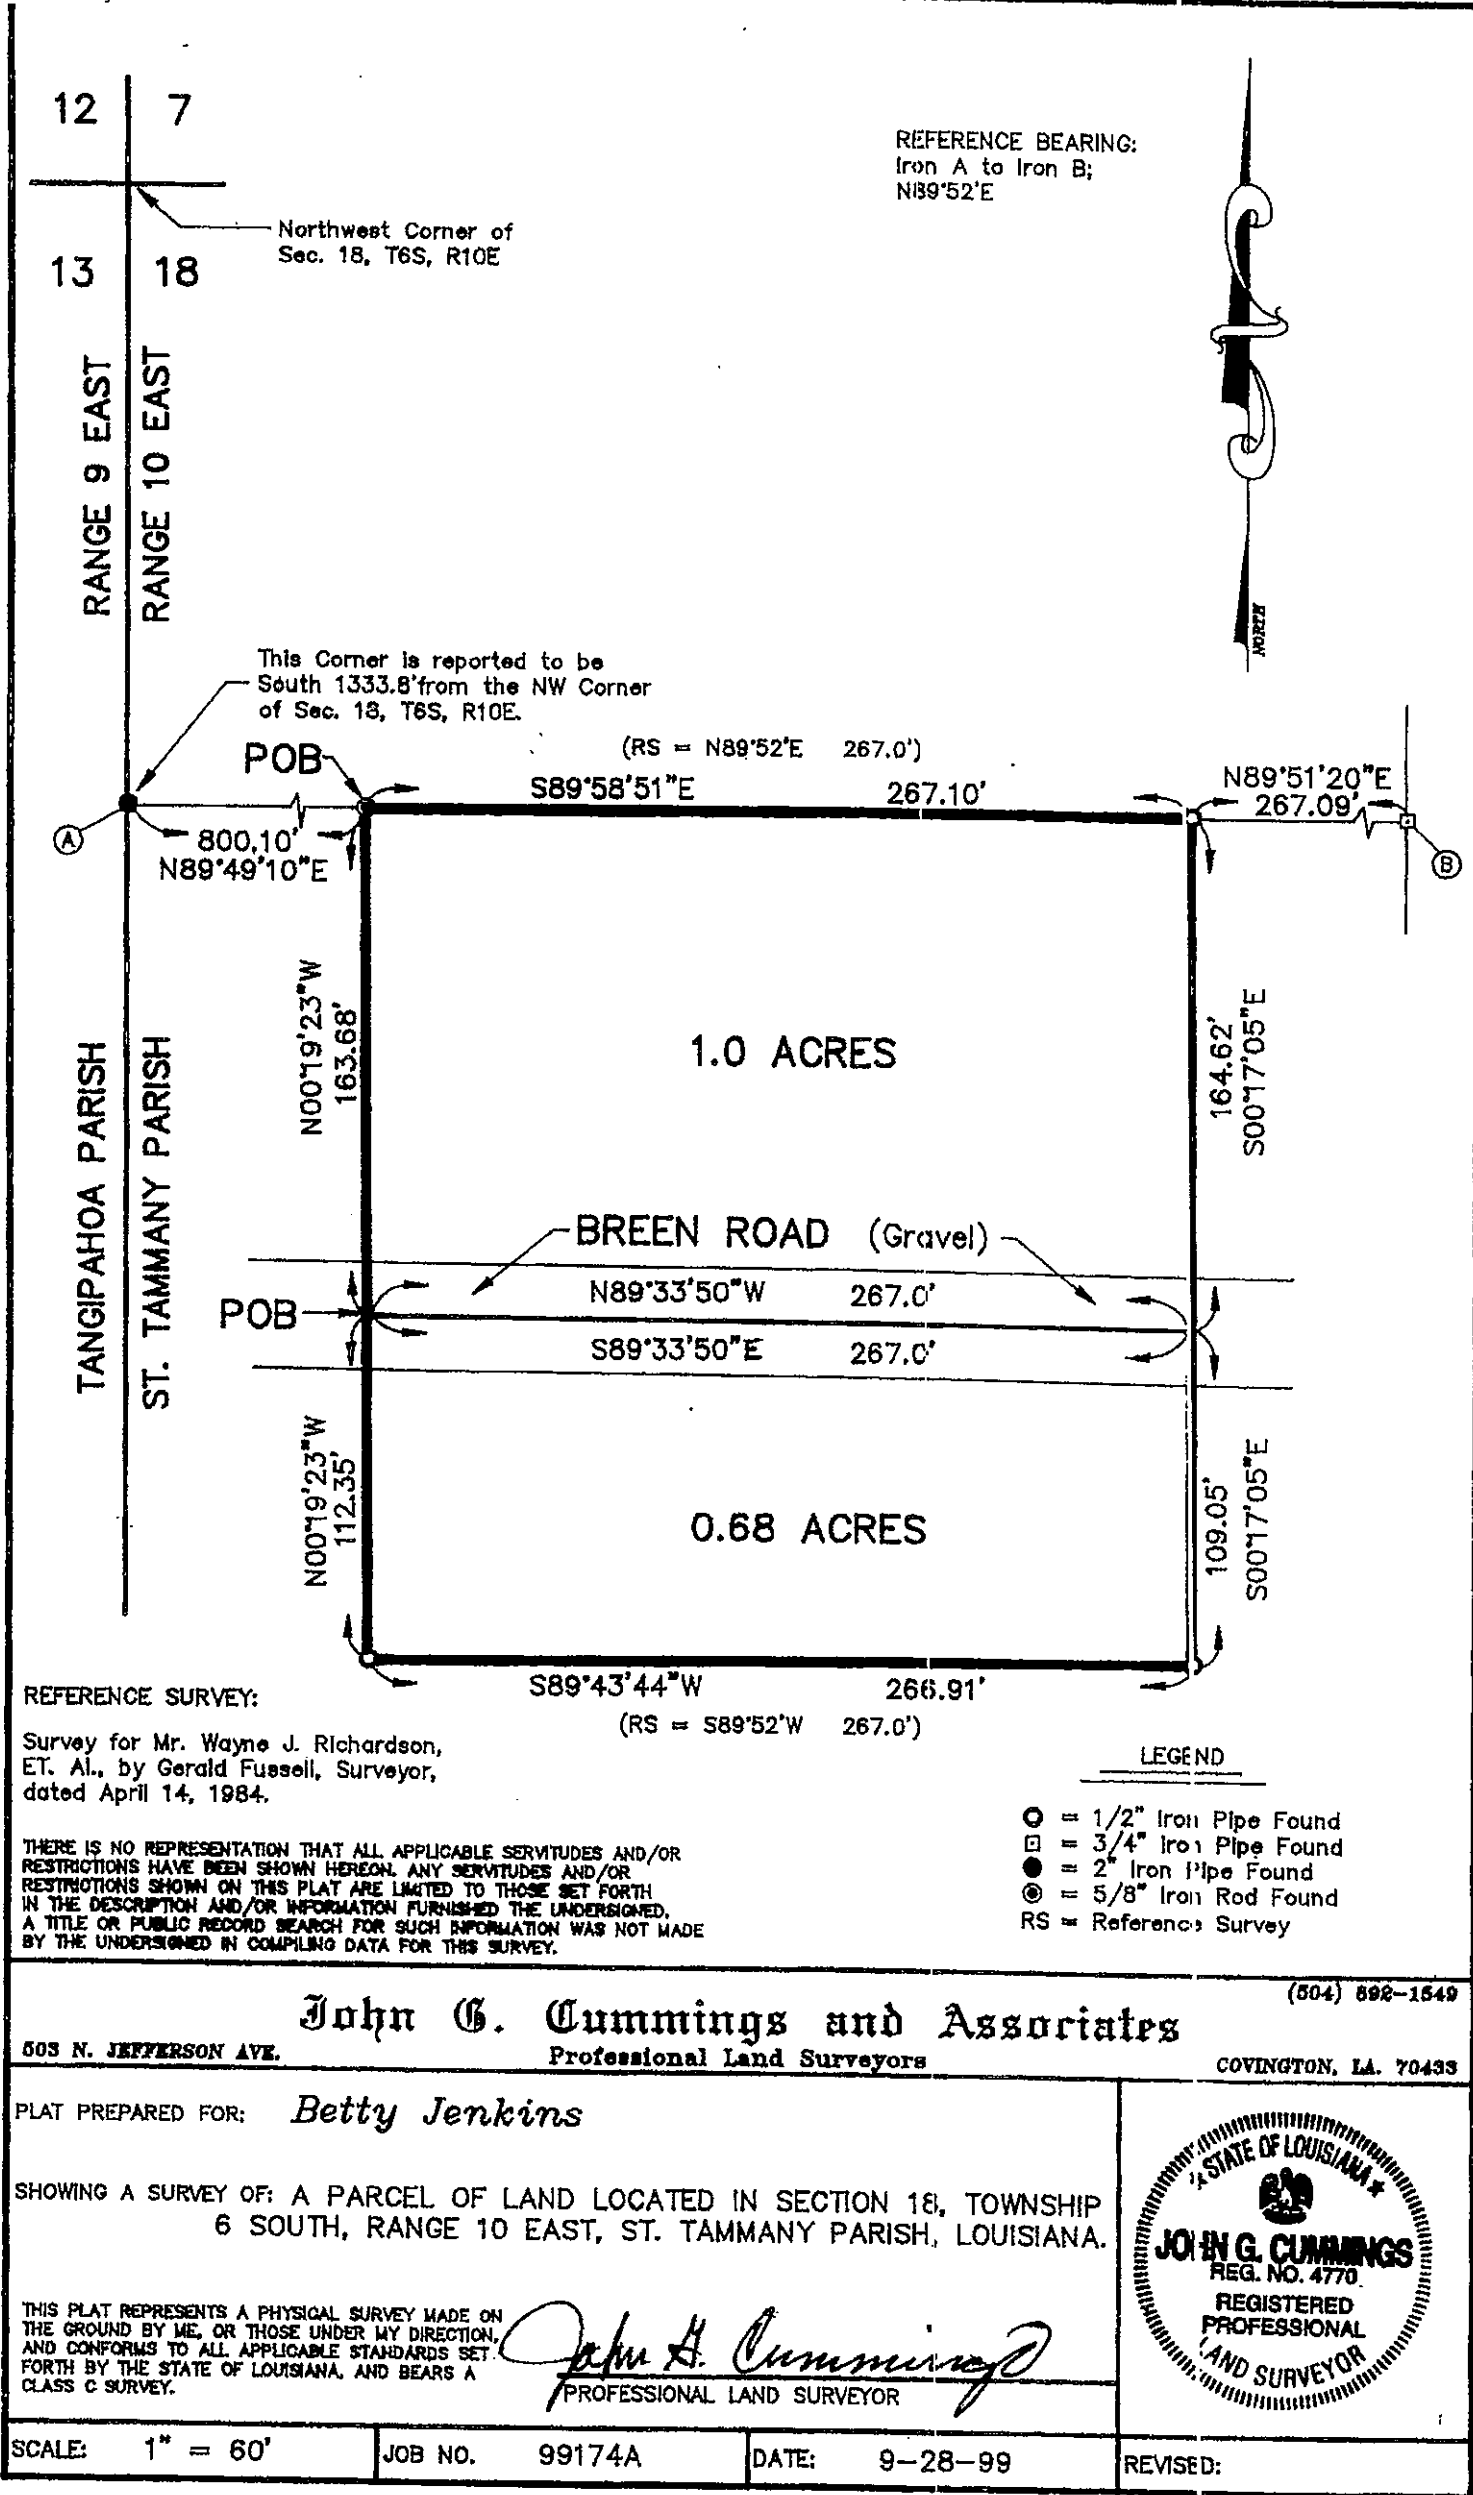 12 7
REFERENCE BEARING:
Iron A to Iron B;
N89°52'E
Northwest Corner of
Sec. 18, T6S, R10E
13 18
RANGE 9 EAST
RANGE 10 EAST
NORTH
This Corner is reported to be
South 1333.8' from the NW Corner
of Sec. 18, T6S, R10E.
POB
(RS = N89°52'E 267.0')
S89°58'51"E 267.10'
N89°51'20"E
267.09'
A
800.10'
N89°49'10"E
B
N00°19'23"W
163.68'
1.0 ACRES
164.62'
S00°17'05"E
TANGIPAHOA PARISH
ST. TAMMANY PARISH
BREEN ROAD (Gravel)
N89°33'50"W 267.0'
POB
S89°33'50"E 267.0'
N00°19'23"W
112.35'
0.68 ACRES
109.05'
S00°17'05"E
S89°43'44"W 266.91'
(RS = S89°52'W 267.0')
REFERENCE SURVEY:
Survey for Mr. Wayne J. Richardson,
ET. Al., by Gerald Fussell, Surveyor,
dated April 14, 1984.
LEGEND
= 1/2" Iron Pipe Found
= 3/4" Iron Pipe Found
= 2" Iron Pipe Found
= 5/8" Iron Rod Found
RS = Reference Survey
THERE IS NO REPRESENTATION THAT ALL APPLICABLE SERVITUDES AND/OR
RESTRICTIONS HAVE BEEN SHOWN HEREON. ANY SERVITUDES AND/OR
RESTRICTIONS SHOWN ON THIS PLAT ARE LIMITED TO THOSE SET FORTH
IN THE DESCRIPTION AND/OR INFORMATION FURNISHED THE UNDERSIGNED.
A TITLE OR PUBLIC RECORD SEARCH FOR SUCH INFORMATION WAS NOT MADE
BY THE UNDERSIGNED IN COMPILING DATA FOR THIS SURVEY.
(504) 892-1549
John G. Cummings and Associates
503 N. JEFFERSON AVE. Professional Land Surveyors COVINGTON, LA. 70433
PLAT PREPARED FOR: Betty Jenkins
SHOWING A SURVEY OF: A PARCEL OF LAND LOCATED IN SECTION 18, TOWNSHIP
6 SOUTH, RANGE 10 EAST, ST. TAMMANY PARISH, LOUISIANA.
STATE OF LOUISIANA
JOHN G. CUMMINGS
REG. NO. 4770
REGISTERED
PROFESSIONAL
LAND SURVEYOR
THIS PLAT REPRESENTS A PHYSICAL SURVEY MADE ON
THE GROUND BY ME, OR THOSE UNDER MY DIRECTION,
AND CONFORMS TO ALL APPLICABLE STANDARDS SET
FORTH BY THE STATE OF LOUISIANA, AND BEARS A
CLASS C SURVEY.
John G. Cummings
PROFESSIONAL LAND SURVEYOR
SCALE: 1" = 60' JOB NO. 99174A DATE: 9-28-99 REVISED: